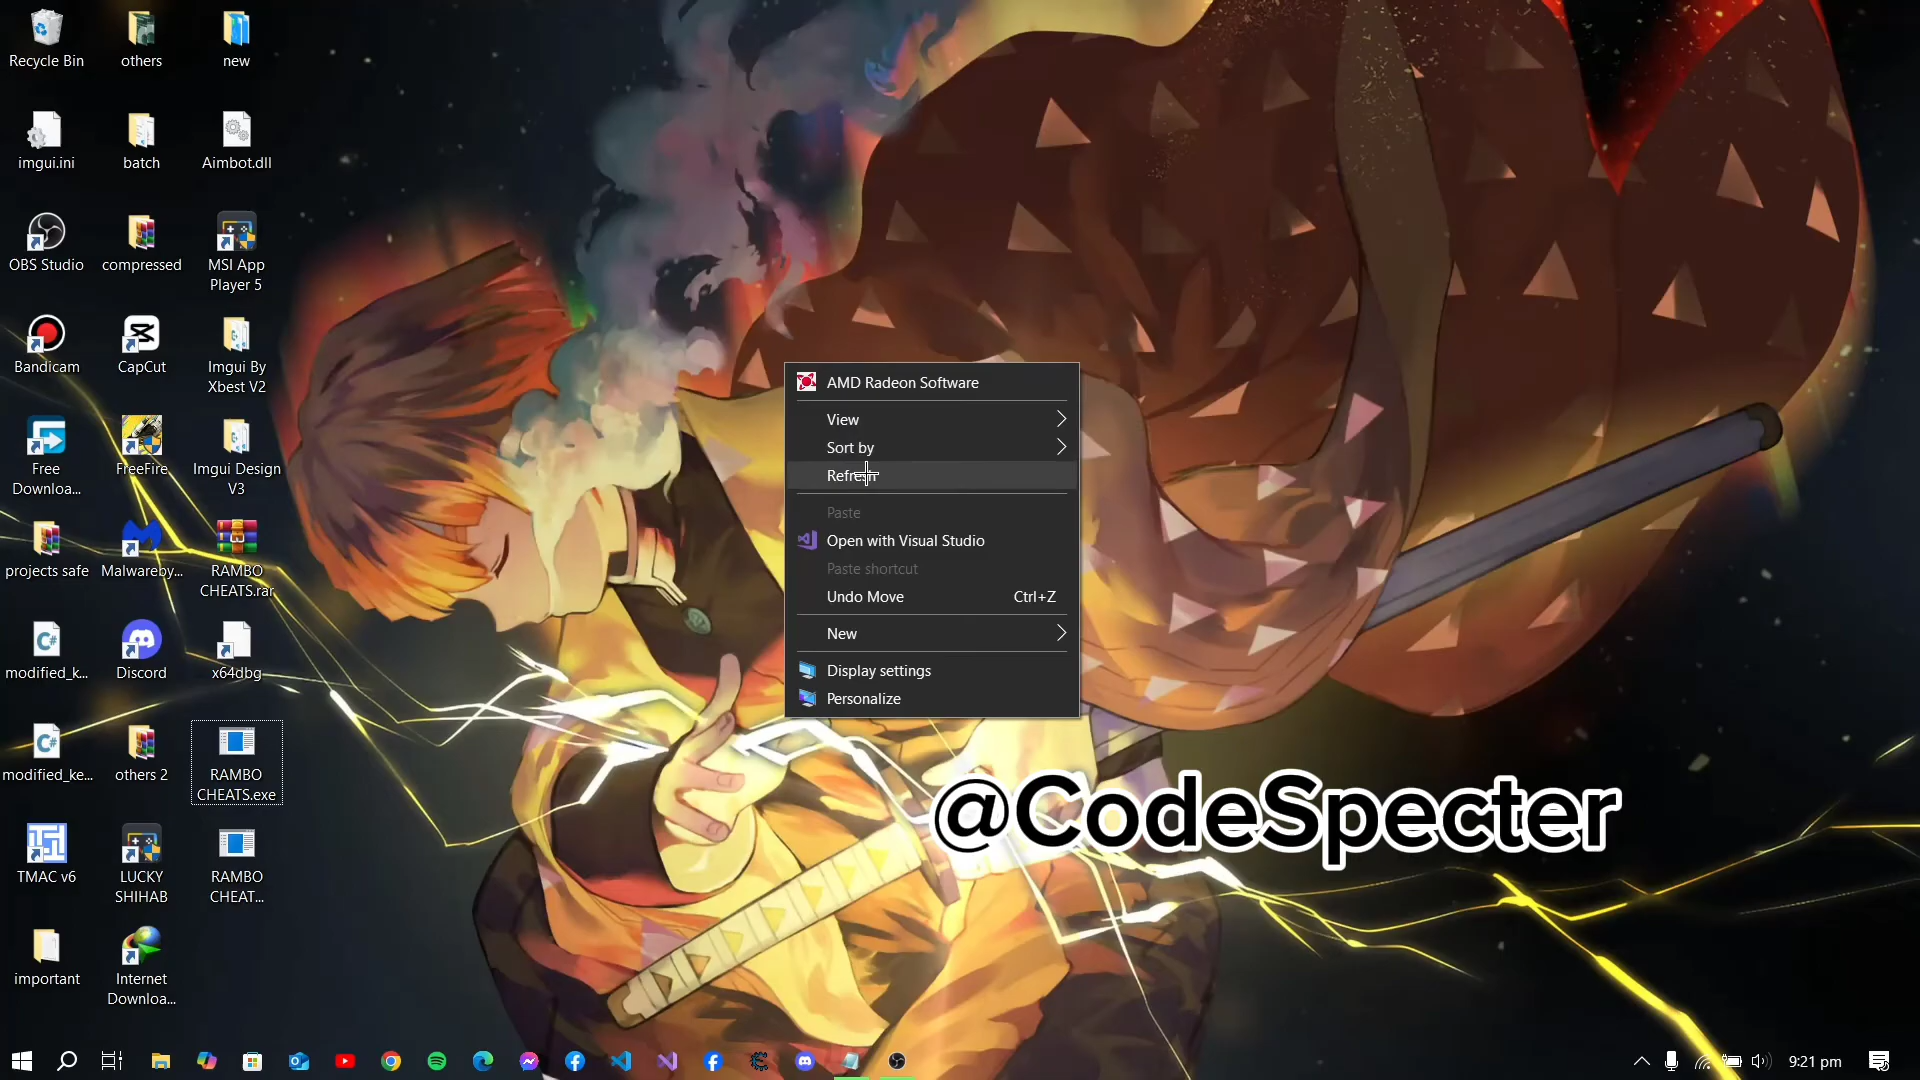 Recycle Bin
others
new
imgui.ini
batch
Aimbot.dll
OBS Studio
compressed
MSI App
Player 5
Bandicam
CapCut
Imgui By
Xbest V2
Free
Downloa...
FreeFire
Imgui Design
V3
projects safe
Malwareby...
RAMBO
CHEATS.rar
modified_k...
Discord
x64dbg
modified_ke...
others 2
RAMBO
CHEATS.exe
TMAC v6
LUCKY
SHIHAB
RAMBO
CHEAT...
important
Internet
Downloa...
AMD Radeon Software
View
Sort by
Refresh
Paste
Open with Visual Studio
Paste shortcut
Undo Move Ctrl+Z
New
Display settings
Personalize
@CodeSpecter
9:21 pm